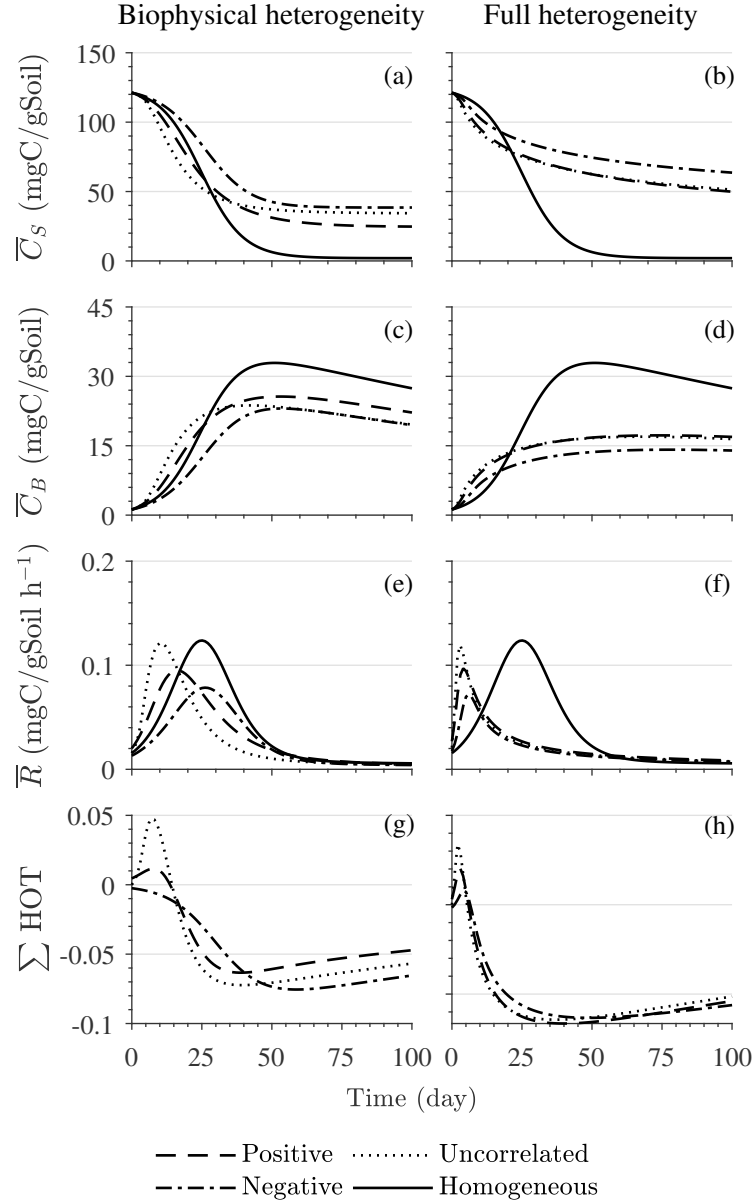 Biophysical heterogeneity Full heterogeneity
150
100
50
0
(a) (b)
C̅_S (mgC/gSoil)
45
30
15
0
(c) (d)
C̅_B (mgC/gSoil)
0.2
0.1
0
(e) (f)
R̅ (mgC/gSoil h⁻¹)
0.05
0
-0.05
-0.1
(g) (h)
∑ HOT
0 25 50 75 100 0 25 50 75 100
Time (day)
Positive Uncorrelated
Negative Homogeneous